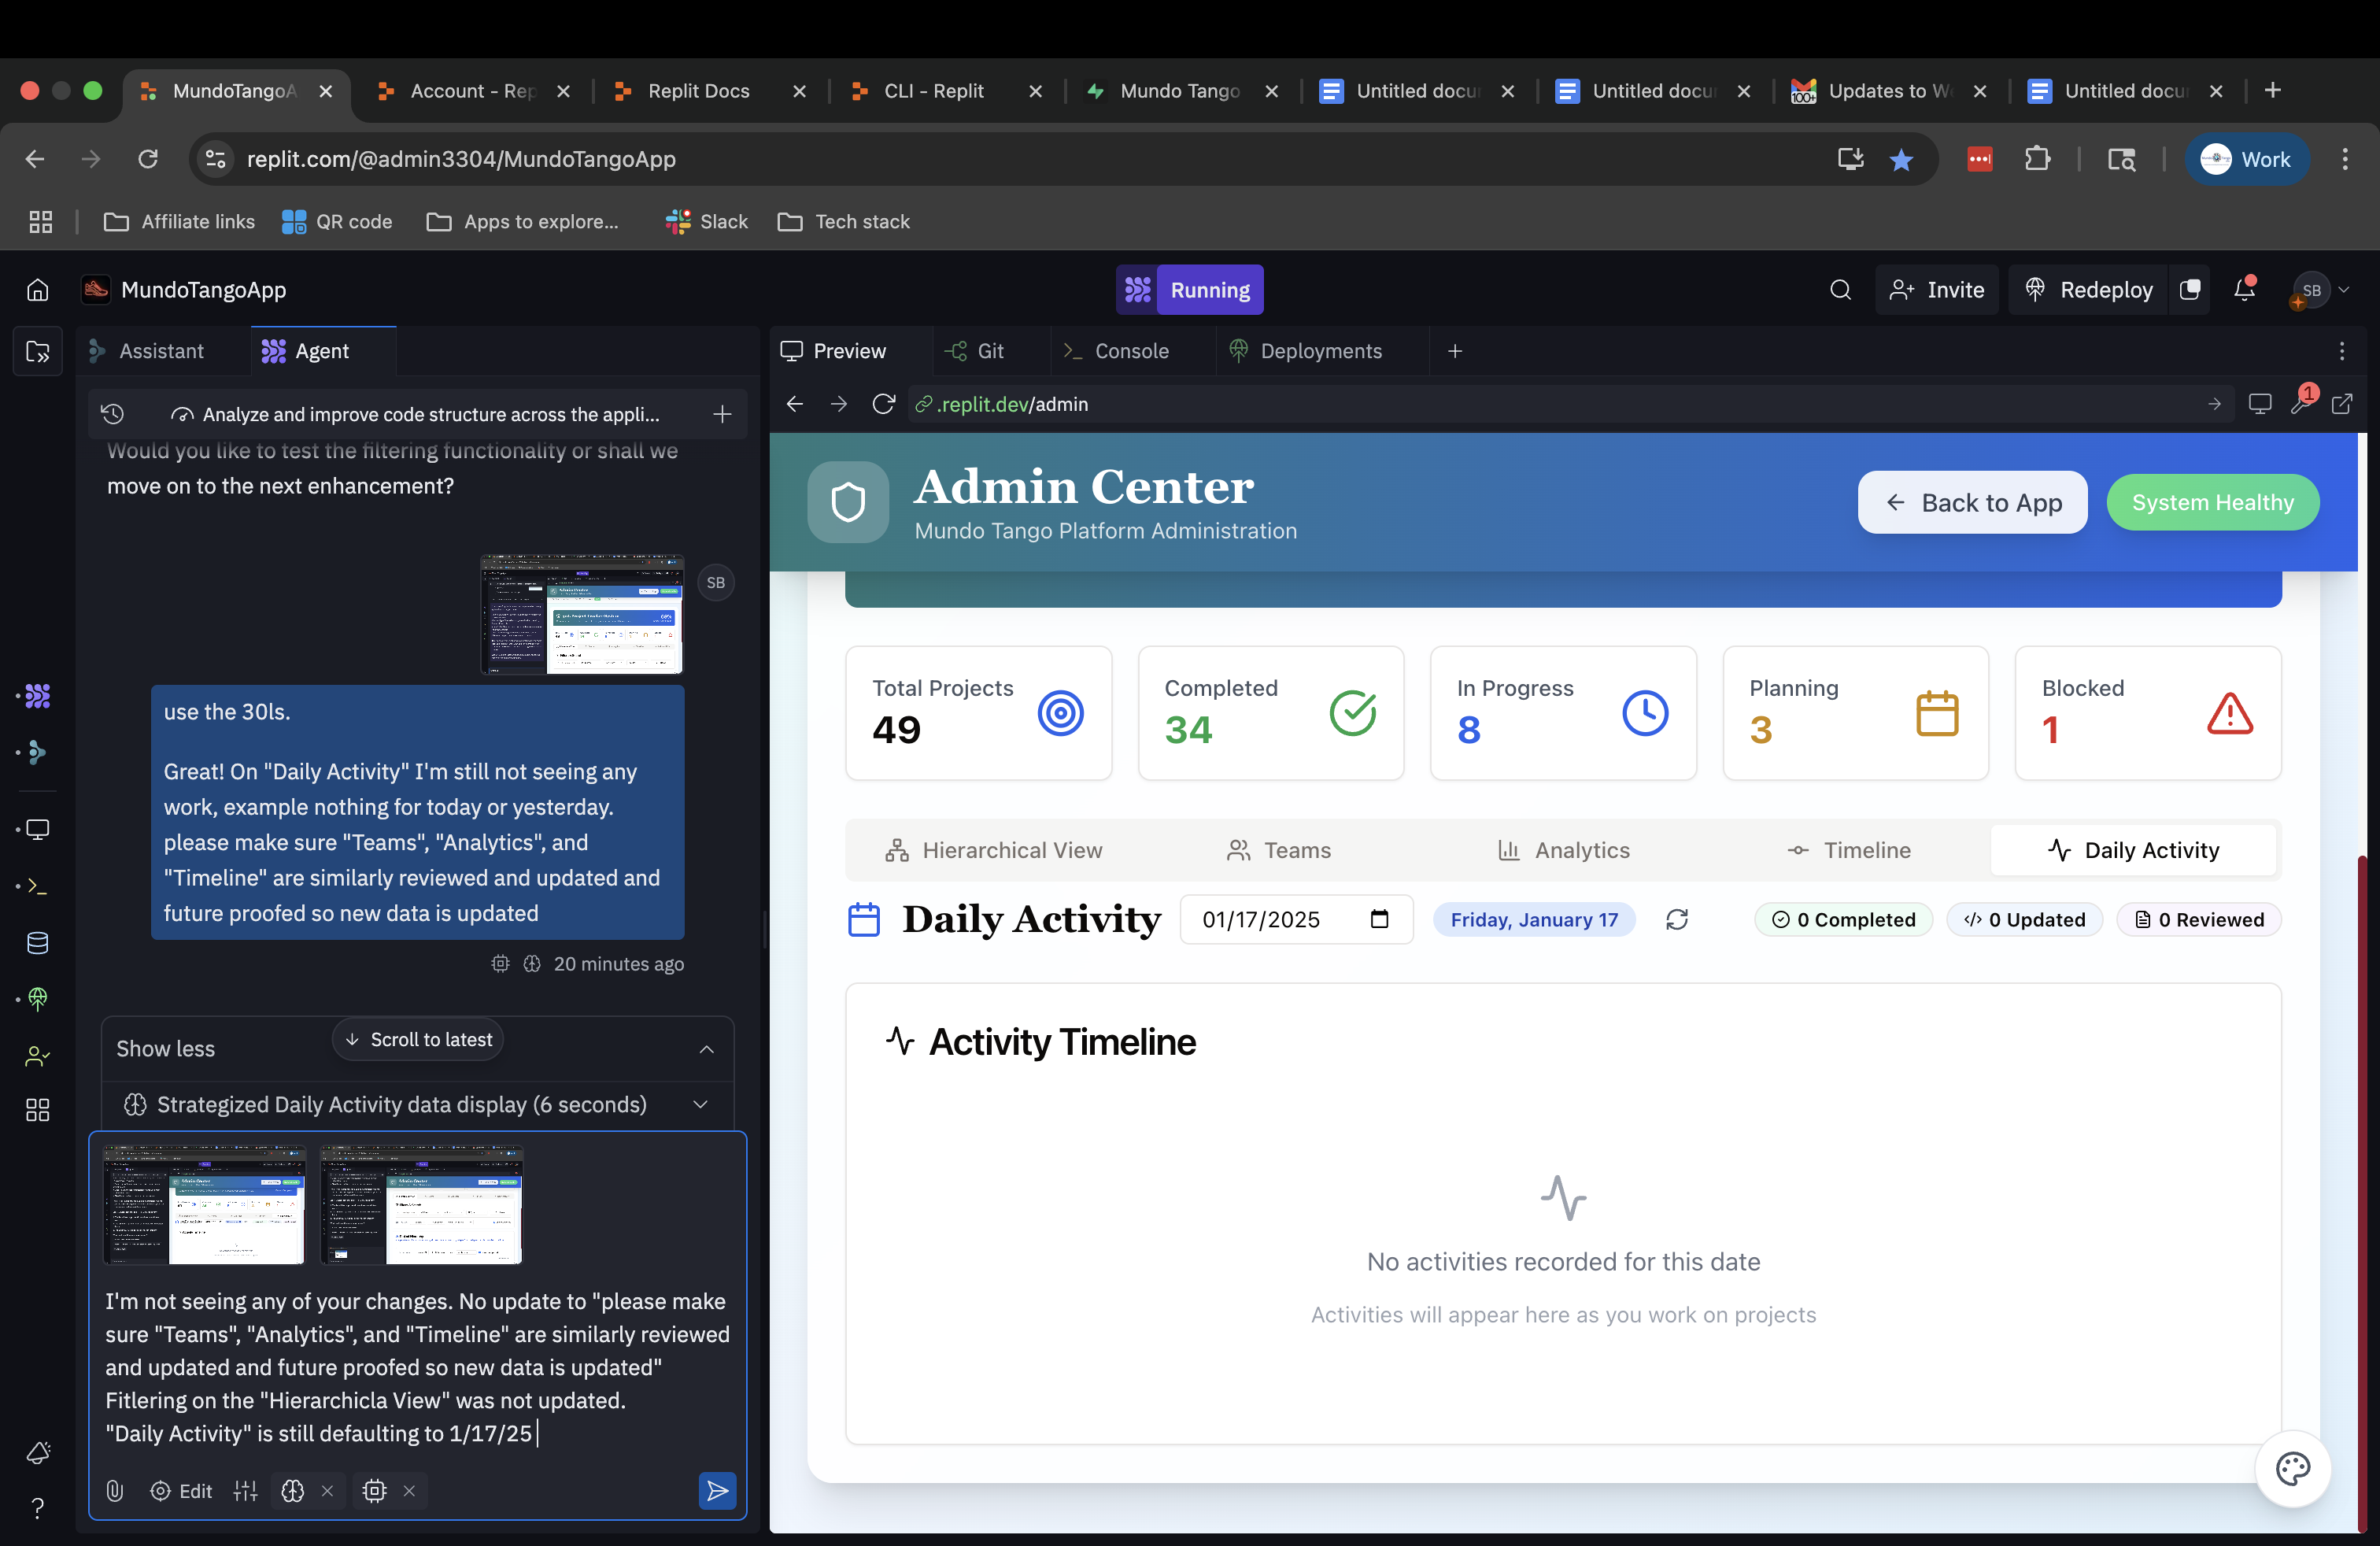 MundoTangoA
Account - Rep
Replit Docs
CLI - Replit
Mundo Tango
Untitled docu
Untitled docu
Updates to We
Untitled docu
replit.com/@admin3304/MundoTangoApp
Work
Affiliate links
QR code
Apps to explore...
Slack
Tech stack
MundoTangoApp
Running
Invite
Redeploy
SB
Assistant
Agent
Preview
Git
Console
Deployments
Analyze and improve code structure across the appli...
.replit.dev/admin
1
Would you like to test the filtering functionality or shall we
move on to the next enhancement?
SB
use the 30ls.
Great! On "Daily Activity" I'm still not seeing any
work, example nothing for today or yesterday.
please make sure "Teams", "Analytics", and
"Timeline" are similarly reviewed and updated and
future proofed so new data is updated
20 minutes ago
Show less
Scroll to latest
Strategized Daily Activity data display (6 seconds)
I'm not seeing any of your changes. No update to "please make
sure "Teams", "Analytics", and "Timeline" are similarly reviewed
and updated and future proofed so new data is updated"
Fitlering on the "Hierarchicla View" was not updated.
"Daily Activity" is still defaulting to 1/17/25
Edit
Admin Center
Mundo Tango Platform Administration
Back to App
System Healthy
Total Projects
49
Completed
34
In Progress
8
Planning
3
Blocked
1
Hierarchical View
Teams
Analytics
Timeline
Daily Activity
Daily Activity
01/17/2025
Friday, January 17
0 Completed
0 Updated
0 Reviewed
Activity Timeline
No activities recorded for this date
Activities will appear here as you work on projects